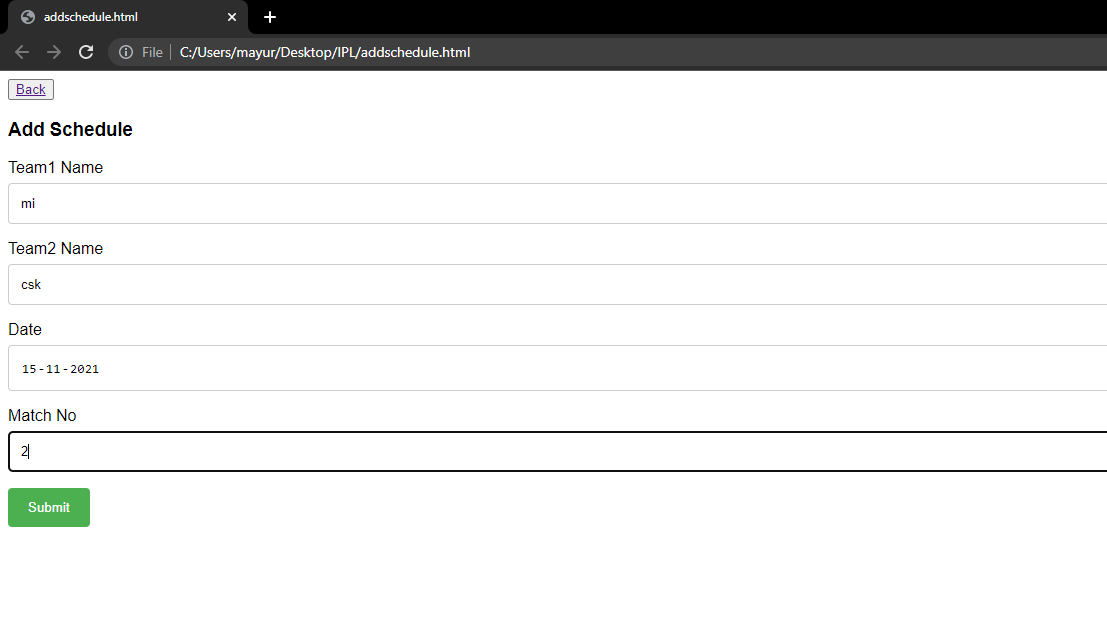 addschedule.html
File C:/Users/mayur/Desktop/IPL/addschedule.html
Back
Add Schedule
Team1 Name
mi
Team2 Name
csk
Date
15-11-2021
Match No
2
Submit